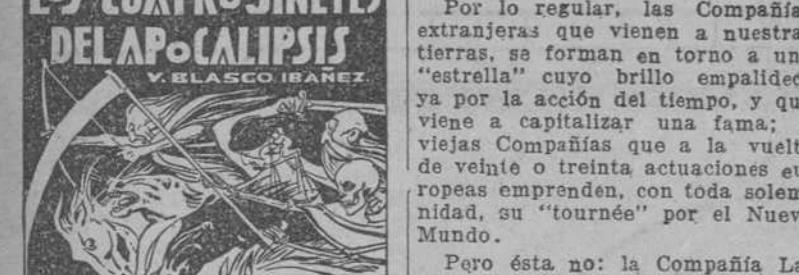 LOS CUATRO JINETES
DEL APoCALIPSIS
V. BLASCO IBAÑEZ
Por lo regular, las Compañía
extranjeras que vienen a nuestra
tierras, se forman en torno a un
"estrella" cuyo brillo empalidec
ya por la acción del tiempo, y qu
viene a capitalizar una fama;
viejas Compañías que a la vuelt
de veinte o treinta actuaciones eu
ropeas emprenden, con toda solem
nidad, su "tournée" por el Nuev
Mundo.
Pero ésta no: la Compañía La